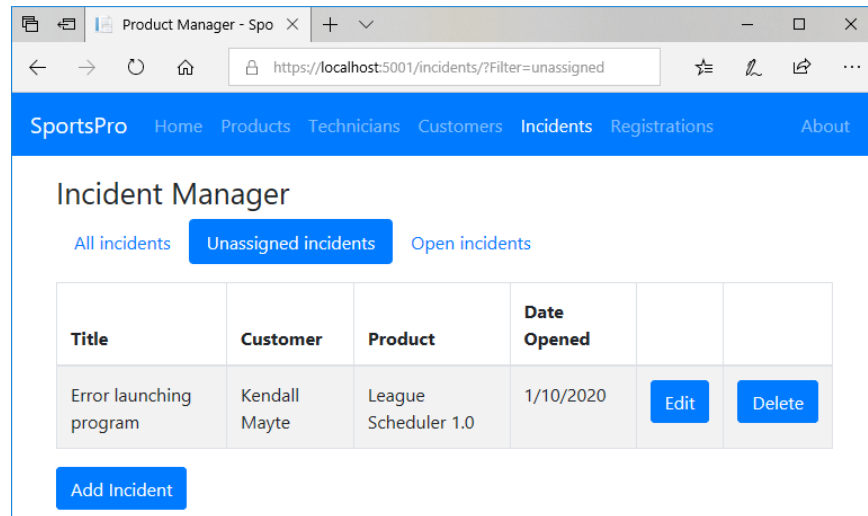 Product Manager - Spo
https://localhost:5001/incidents/?Filter=unassigned
SportsPro Home Products Technicians Customers Incidents Registrations About
Incident Manager
All incidents Unassigned incidents Open incidents
Date
Title Customer Product Opened
Error launching Kendall League 1/10/2020 Edit Delete
program Mayte Scheduler 1.0
Add Incident